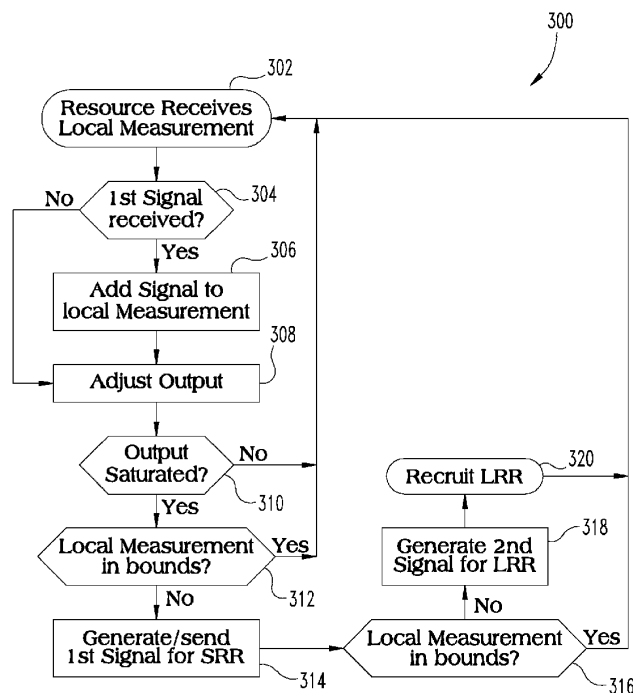 300
302
Resource Receives
Local Measurement
No
1st Signal
received?
304
Yes
306
Add Signal to
local Measurement
308
Adjust Output
Output
Saturated?
No
310
Yes
Local Measurement
in bounds?
Yes
312
No
Generate/send
1st Signal for SRR
314
Recruit LRR
320
318
Generate 2nd
Signal for LRR
No
Local Measurement
in bounds?
Yes
316